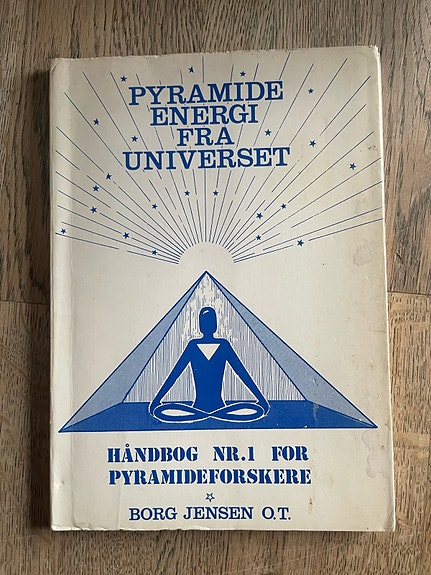 PYRAMIDE
ENERGI
FRA
UNIVERSET
HÅNDBOG NR.1 FOR
PYRAMIDEFORSKERE
BORG JENSEN O.T.